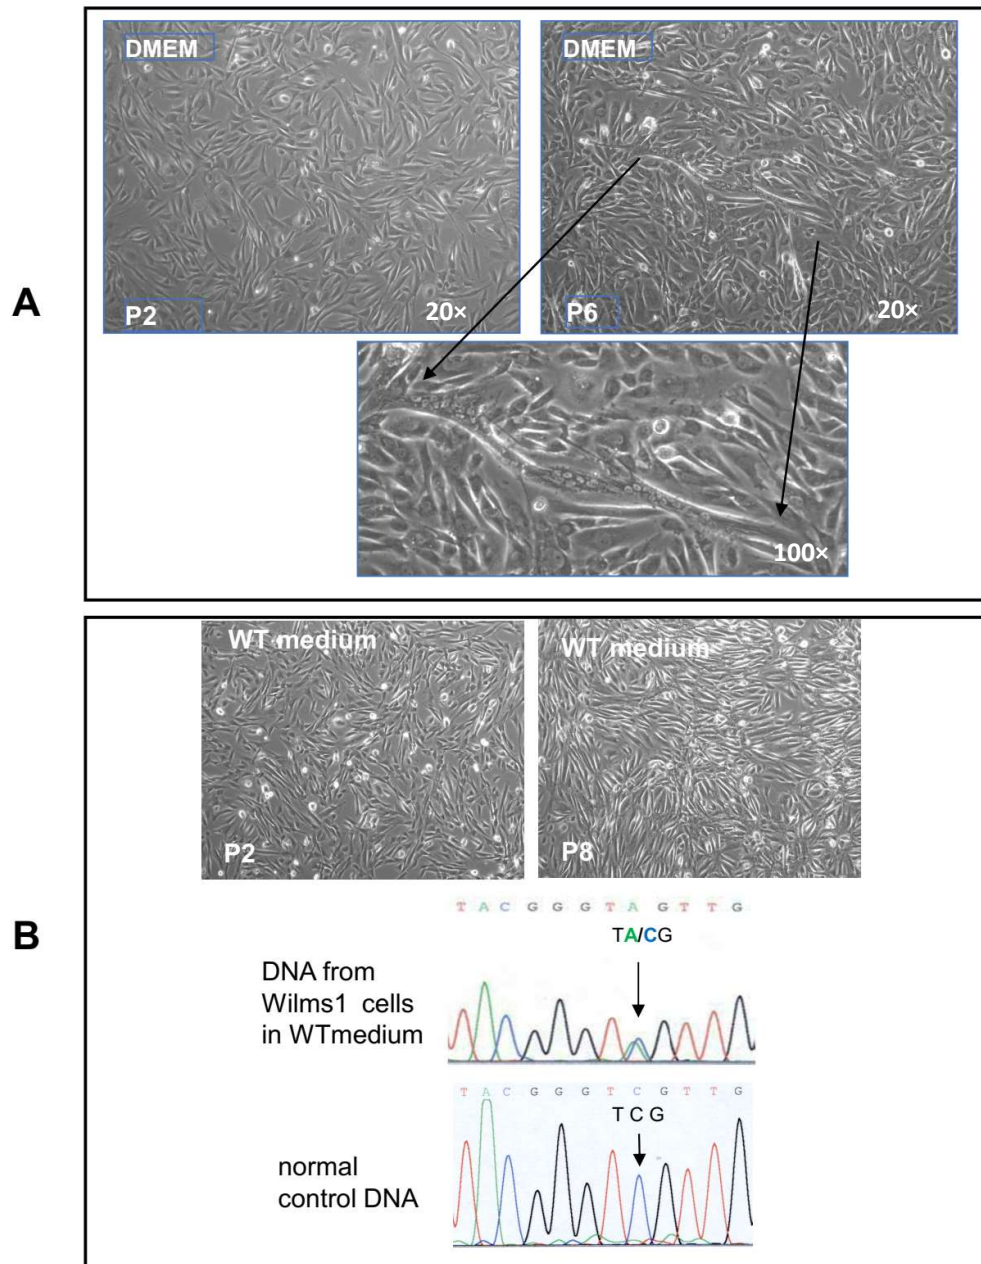 A
DMEM
P2
20×
DMEM
P6
20×
100×
B
WT medium
P2
WT medium
P8
T A C G G G T A G T T G
TA/CG
DNA from
Wilms1 cells
in WTmedium
T A C G G G T C G T T G
T C G
normal
control DNA